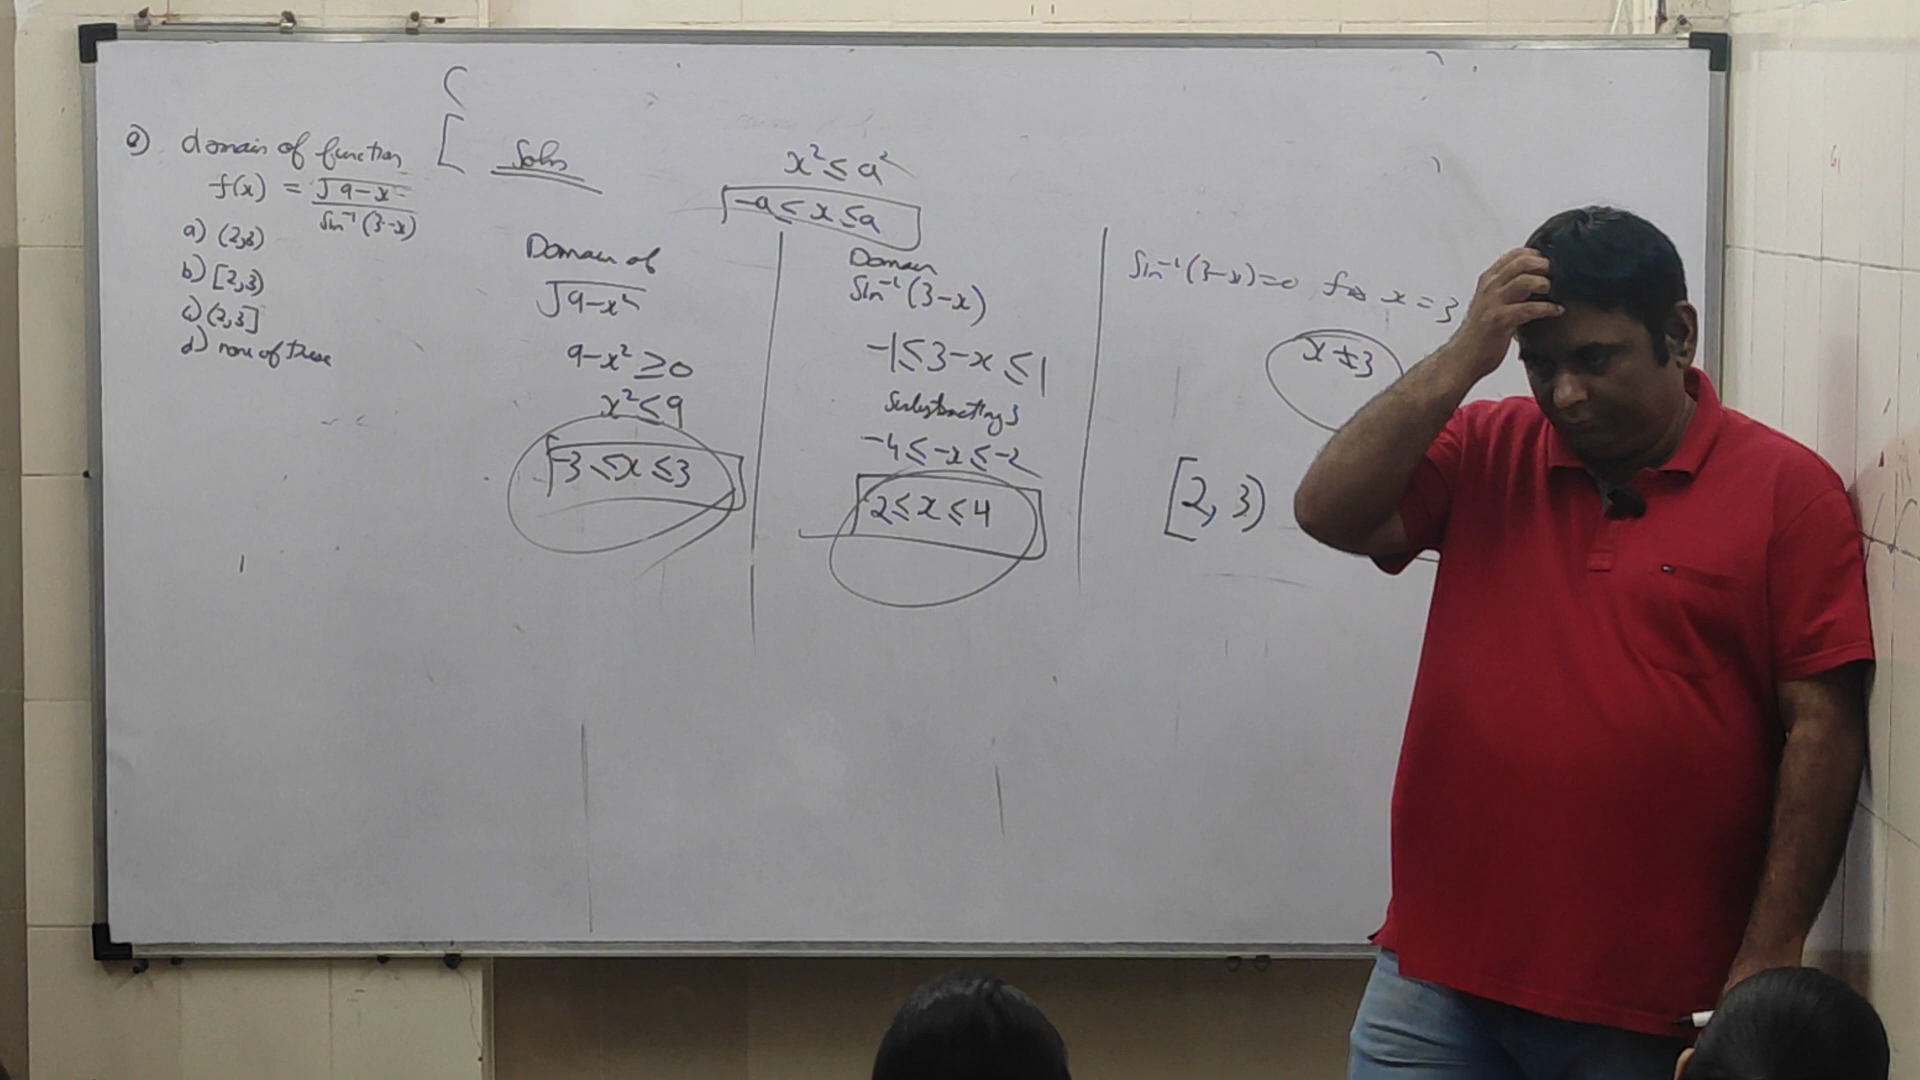 (
[
Q) domain of function
f(x) = √9-x² / Sin⁻¹(3-x)
a) (2,3)
b) [2,3)
c) (2,3]
d) none of these
Soln
x² ≤ a²
-a ≤ x ≤ a
Domain of
√9-x²
9-x² ≥ 0
x² ≤ 9
-3 ≤ x ≤ 3
Domain
Sin⁻¹(3-x)
-1 ≤ 3-x ≤ 1
Substracting 3
-4 ≤ -x ≤ -2
2 ≤ x ≤ 4
Sin⁻¹(3-x)=0 for x = 3
x ≠ 3
[2, 3)